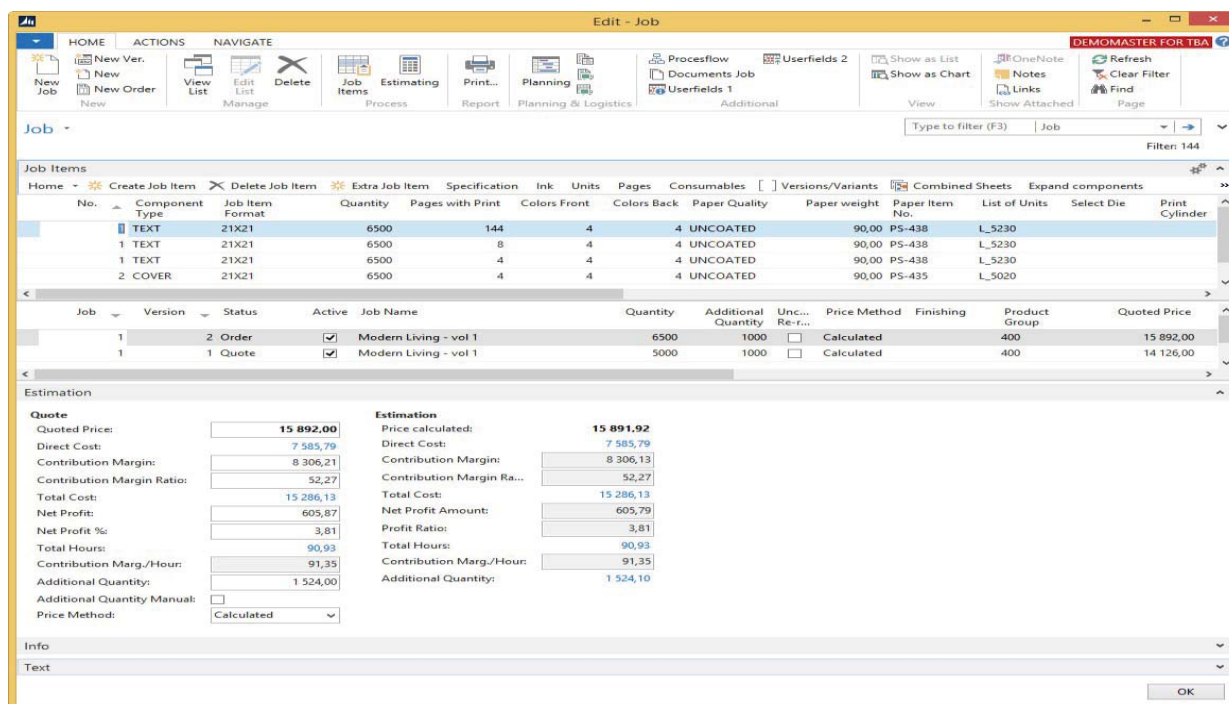 Edit - Job
HOME ACTIONS NAVIGATE DEMOMASTER FOR TBA ?
New Job
New Ver.
New
New Order
New
View List
Edit List
Delete
Manage
Job Items
Estimating
Process
Print...
Report
Planning
Planning & Logistics
Procesflow
Documents Job
Userfields 1
Userfields 2
Additional
Show as List
Show as Chart
View
OneNote
Notes
Links
Show Attached
Refresh
Clear Filter
Find
Page
Job Type to filter (F3) Job
Filter: 144
Job Items
Home Create Job Item Delete Job Item Extra Job Item Specification Ink Units Pages Consumables Versions/Variants Combined Sheets Expand components »
No. Component Type Job Item Format Quantity Pages with Print Colors Front Colors Back Paper Quality Paper weight Paper Item No. List of Units Select Die Print Cylinder
1 TEXT 21X21 6500 144 4 4 UNCOATED 90,00 PS-438 L_5230
1 TEXT 21X21 6500 8 4 4 UNCOATED 90,00 PS-438 L_5230
1 TEXT 21X21 6500 4 4 4 UNCOATED 90,00 PS-438 L_5230
2 COVER 21X21 6500 4 4 4 UNCOATED 90,00 PS-435 L_5020
Job Version Status Active Job Name Quantity Additional Quantity Unc... Re-r... Price Method Finishing Product Group Quoted Price
1 2 Order Modern Living - vol 1 6500 1000 Calculated 400 15 892,00
1 1 Quote Modern Living - vol 1 5000 1000 Calculated 400 14 126,00
Estimation
Quote
Quoted Price: 15 892,00
Direct Cost: 7 585,79
Contribution Margin: 8 306,21
Contribution Margin Ratio: 52,27
Total Cost: 15 286,13
Net Profit: 605,87
Net Profit %: 3,81
Total Hours: 90,93
Contribution Marg./Hour: 91,35
Additional Quantity: 1 524,00
Additional Quantity Manual:
Price Method: Calculated
Estimation
Price calculated: 15 891,92
Direct Cost: 7 585,79
Contribution Margin: 8 306,13
Contribution Margin Ra... 52,27
Total Cost: 15 286,13
Net Profit Amount: 605,79
Profit Ratio: 3,81
Total Hours: 90,93
Contribution Marg./Hour: 91,35
Additional Quantity: 1 524,10
Info
Text
OK